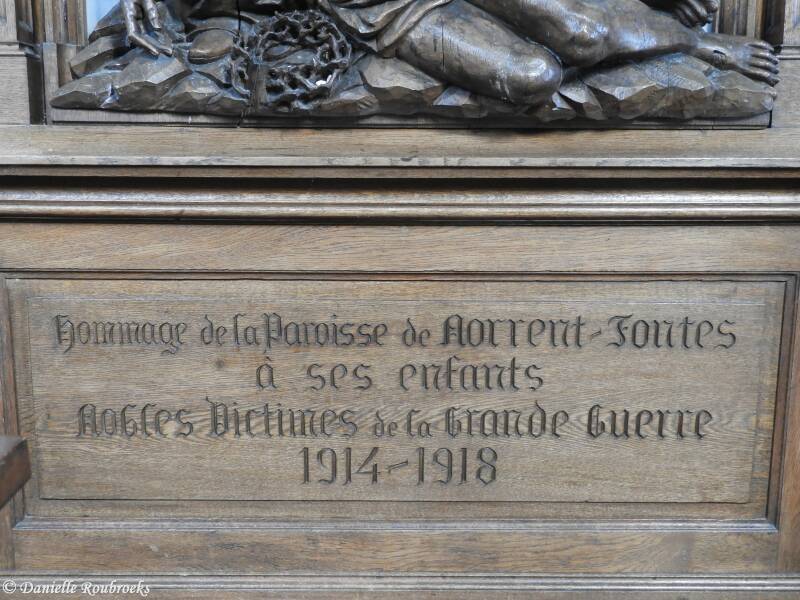 Hommage de la Paroisse de Norrent-Fontes
à ses enfants
Nobles Victimes de la Grande Guerre
1914-1918
© Danielle Roubroeks